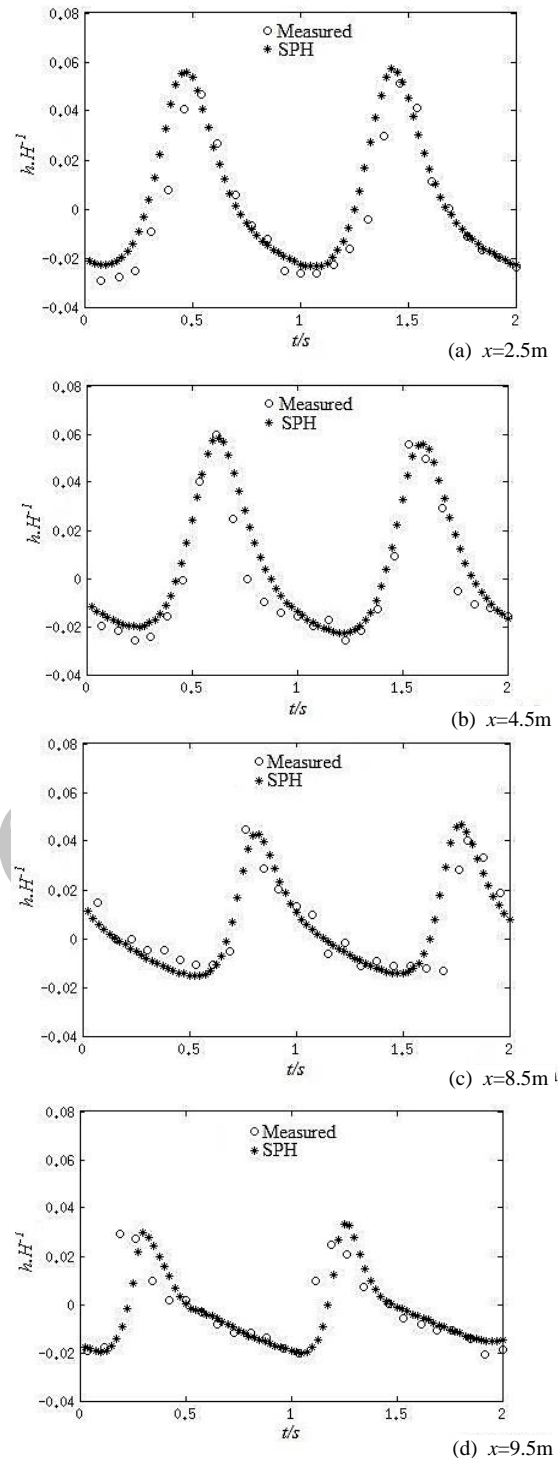 0.08
Measured
SPH
0.06
0.04
0.02
0
-0.02
-0.04
h.H⁻¹
0 0.5 1 1.5 2
t/s
(a) x=2.5m
0.08
Measured
SPH
0.06
0.04
0.02
0
-0.02
-0.04
h.H⁻¹
0 0.5 1 1.5 2
t/s
(b) x=4.5m
0.08
Measured
SPH
0.06
0.04
0.02
0
-0.02
-0.04
h.H⁻¹
0 0.5 1 1.5 2
t/s
(c) x=8.5m
0.08
Measured
SPH
0.06
0.04
0.02
0
-0.02
-0.04
h.H⁻¹
0 0.5 1 1.5 2
t/s
(d) x=9.5m